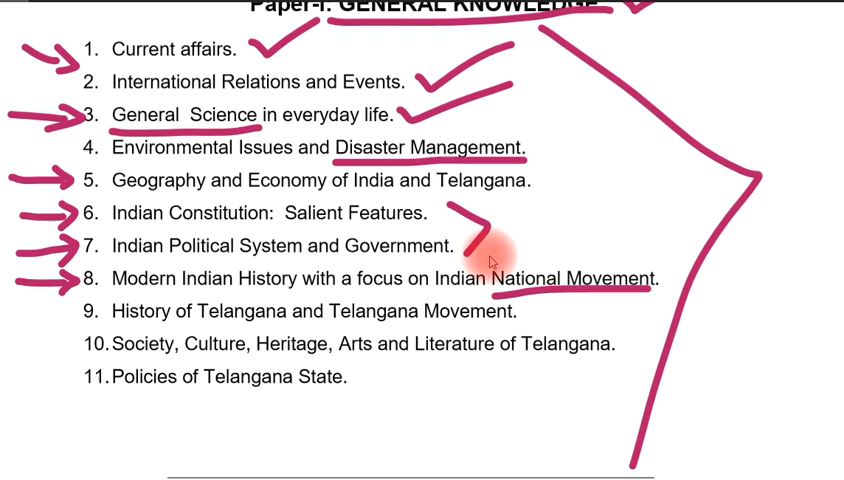 Paper-I: GENERAL KNOWLEDGE
1. Current affairs.
2. International Relations and Events.
3. General Science in everyday life.
4. Environmental Issues and Disaster Management.
5. Geography and Economy of India and Telangana.
6. Indian Constitution: Salient Features.
7. Indian Political System and Government.
8. Modern Indian History with a focus on Indian National Movement.
9. History of Telangana and Telangana Movement.
10. Society, Culture, Heritage, Arts and Literature of Telangana.
11. Policies of Telangana State.